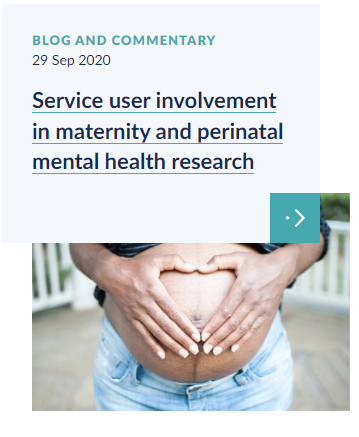 BLOG AND COMMENTARY
29 Sep 2020
Service user involvement
in maternity and perinatal
mental health research